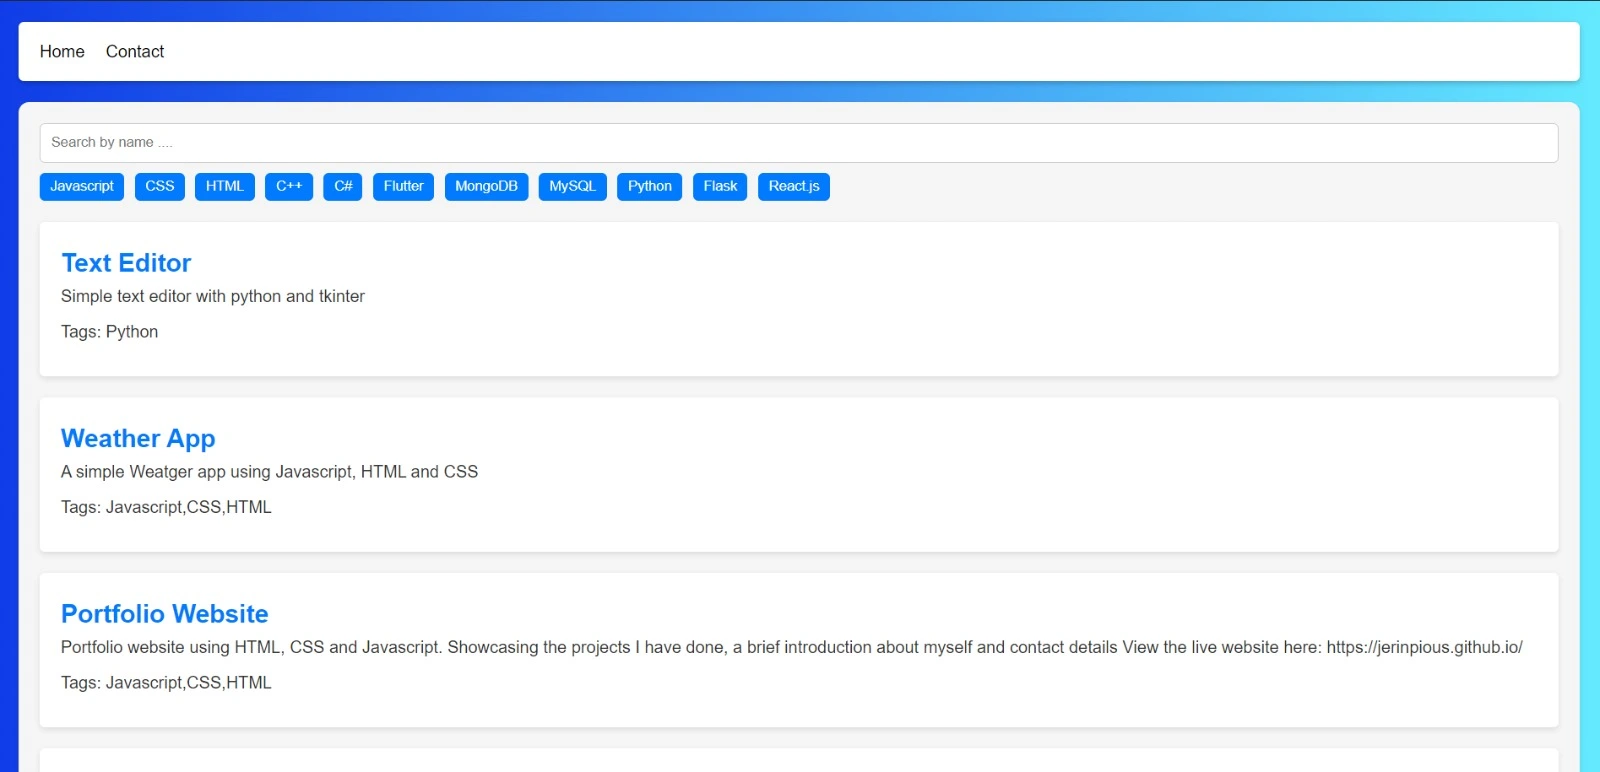 Home Contact
Search by name ....
Javascript CSS HTML C++ C# Flutter MongoDB MySQL Python Flask React.js
Text Editor
Simple text editor with python and tkinter
Tags: Python
Weather App
A simple Weatger app using Javascript, HTML and CSS
Tags: Javascript,CSS,HTML
Portfolio Website
Portfolio website using HTML, CSS and Javascript. Showcasing the projects I have done, a brief introduction about myself and contact details View the live website here: https://jerinpious.github.io/
Tags: Javascript,CSS,HTML